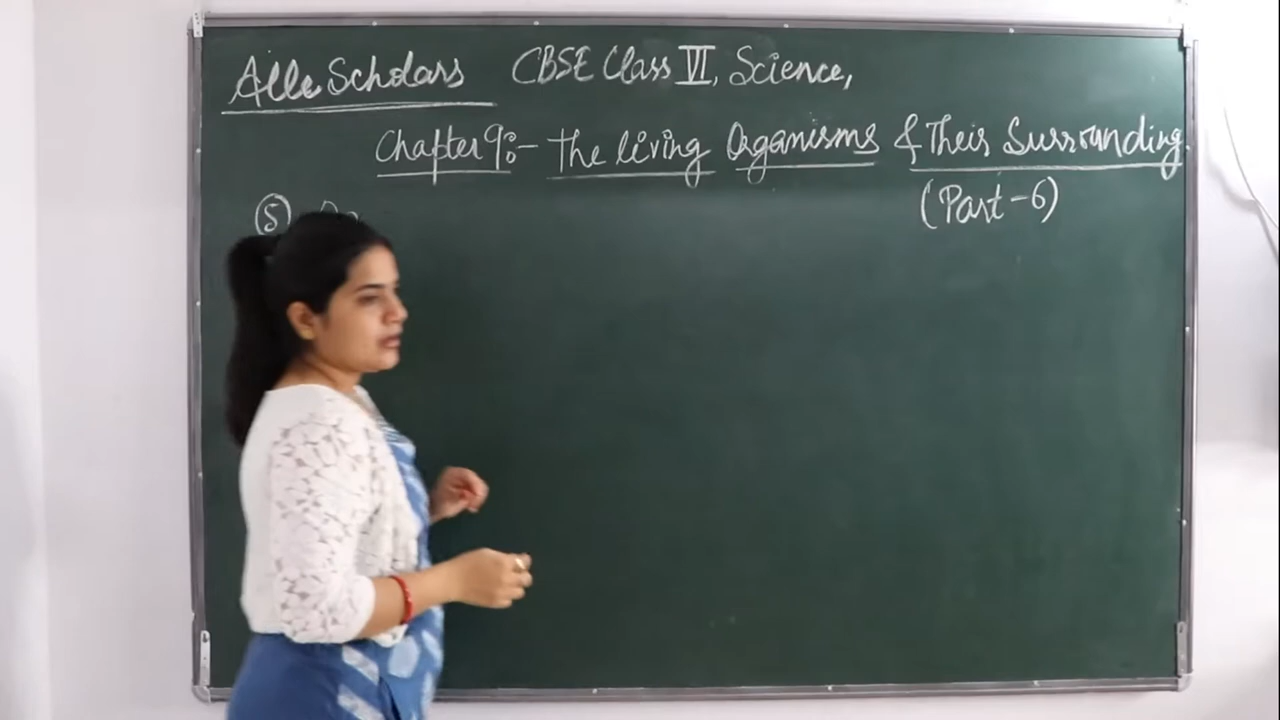 Alle Scholars CBSE Class VI, Science,
Chapter 9:- The living Organisms & Their Surrounding.
(Part-6)
(5)